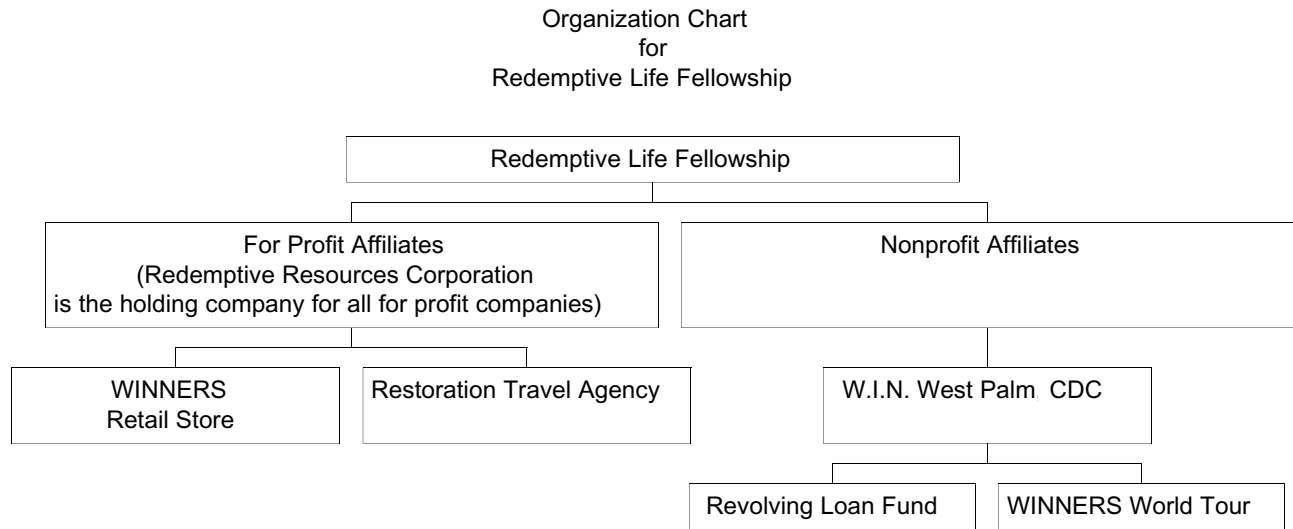 Organization Chart
for
Redemptive Life Fellowship
Redemptive Life Fellowship
For Profit Affiliates
(Redemptive Resources Corporation
is the holding company for all for profit companies)
Nonprofit Affiliates
WINNERS
Retail Store
Restoration Travel Agency
W.I.N. West Palm, CDC
Revolving Loan Fund
WINNERS World Tour